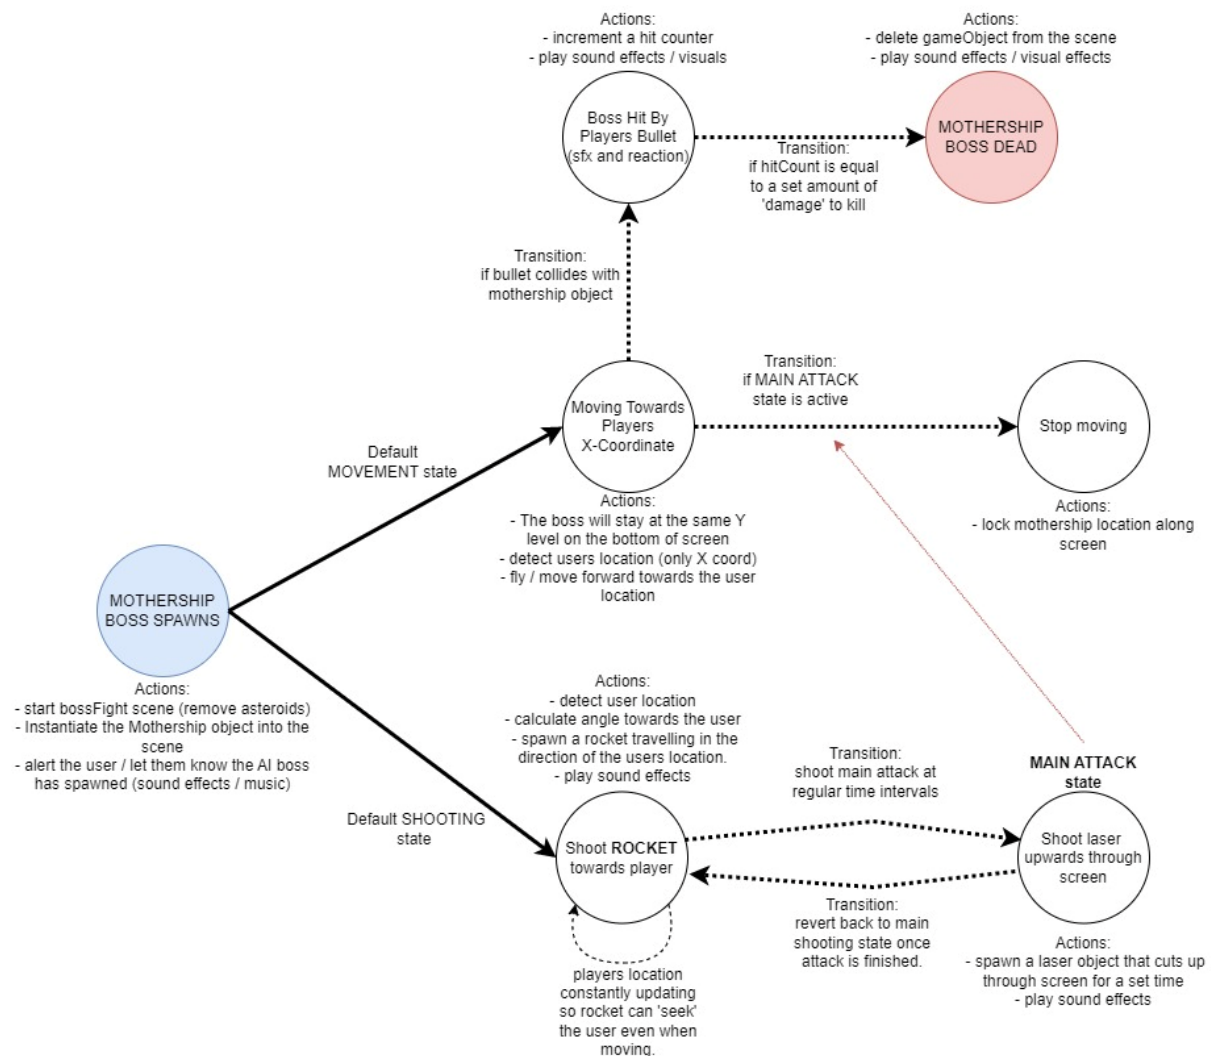 Actions:
- increment a hit counter
- play sound effects / visuals
Boss Hit By
Players Bullet
(sfx and reaction)
Actions:
- delete gameObject from the scene
- play sound effects / visual effects
MOTHERSHIP
BOSS DEAD
Transition:
if hitCount is equal
to a set amount of
'damage' to kill
Transition:
if bullet collides with
mothership object
Moving Towards
Players
X-Coordinate
Transition:
if MAIN ATTACK
state is active
Stop moving
Actions:
- lock mothership location along
screen
Default
MOVEMENT state
Actions:
- The boss will stay at the same Y
level on the bottom of screen
- detect users location (only X coord)
- fly / move forward towards the user
location
MOTHERSHIP
BOSS SPAWNS
Actions:
- start bossFight scene (remove asteroids)
- Instantiate the Mothership object into the
scene
- alert the user / let them know the AI boss
has spawned (sound effects / music)
Default SHOOTING
state
Actions:
- detect user location
- calculate angle towards the user
- spawn a rocket travelling in the
direction of the users location.
- play sound effects
Shoot ROCKET
towards player
Transition:
shoot main attack at
regular time intervals
MAIN ATTACK
state
Shoot laser
upwards through
screen
Transition:
revert back to main
shooting state once
attack is finished.
Actions:
- spawn a laser object that cuts up
through screen for a set time
- play sound effects
players location
constantly updating
so rocket can 'seek'
the user even when
moving.